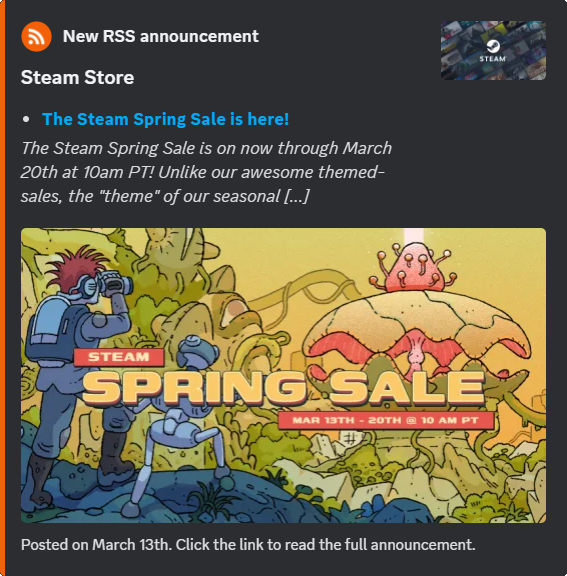 New RSS announcement
STEAM
Steam Store
• The Steam Spring Sale is here!
The Steam Spring Sale is on now through March
20th at 10am PT! Unlike our awesome themed-
sales, the "theme" of our seasonal [...]
STEAM
SPRING SALE
MAR 13TH - 20TH @ 10 AM PT
Posted on March 13th. Click the link to read the full announcement.